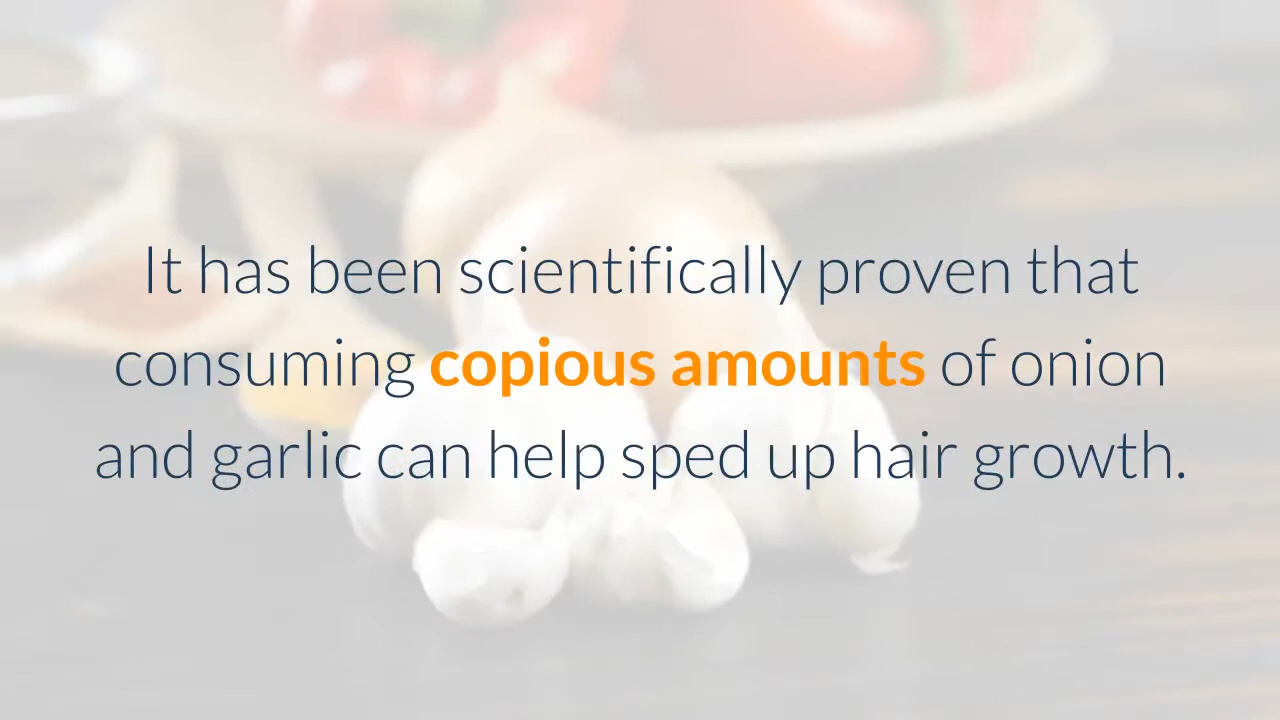 It has been scientifically proven that
consuming copious amounts of onion
and garlic can help sped up hair growth.